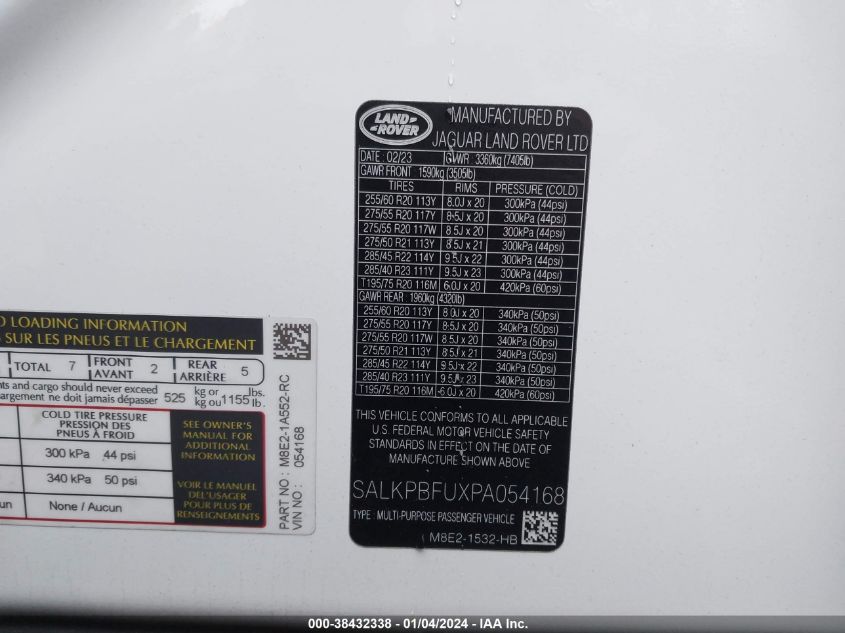 LAND ROVER
MANUFACTURED BY
JAGUAR LAND ROVER LTD
DATE: 02/23 GVWR 3360kg (7405lb)
GAWR FRONT 1590kg (3505lb)
TIRES RIMS PRESSURE (COLD)
255/60 R20 113Y 8.0J x 20 300kPa (44psi)
275/55 R20 117Y 8.5J x 20 300kPa (44psi)
275/55 R20 117W 8.5J x 20 300kPa (44psi)
275/50 R21 113Y 8.5J x 21 300kPa (44psi)
285/45 R22 114Y 9.5J x 22 300kPa (44psi)
285/40 R23 111Y 9.5J x 23 300kPa (44psi)
T195/75 R20 116M 6.0J x 20 420kPa (60psi)
GAWR REAR : 1960kg (4320lb)
255/60 R20 113Y 8.0J x 20 340kPa (50psi)
275/55 R20 117Y 8.5J x 20 340kPa (50psi)
275/55 R20 117W 8.5J x 20 340kPa (50psi)
275/50 R21 113Y 8.5J x 21 340kPa (50psi)
285/45 R22 114Y 9.5J x 22 340kPa (50psi)
285/40 R23 111Y 9.5J x 23 340kPa (50psi)
T195/75 R20 116M 6.0J x 20 420kPa (60psi)
THIS VEHICLE CONFORMS TO ALL APPLICABLE
U.S. FEDERAL MOTOR VEHICLE SAFETY
STANDARDS IN EFFECT ON THE DATE OF
MANUFACTURE SHOWN ABOVE
SALKPBFUXPA054168
TYPE : MULTI-PURPOSE PASSENGER VEHICLE
M8E2-1532-HB
LOADING INFORMATION
SUR LES PNEUS ET LE CHARGEMENT
TOTAL 7 FRONT AVANT 2 REAR ARRIÈRE 5
and cargo should never exceed
ne doit jamais dépasser 525 kg or kg ou 1155 lbs. lb.
COLD TIRE PRESSURE
PRESSION DES
PNEUS À FROID
300 kPa 44 psi
340 kPa 50 psi
None / Aucun
SEE OWNER'S
MANUAL FOR
ADDITIONAL
INFORMATION
VOIR LE MANUEL
DEL'USAGER
POUR PLUS DE
RENSEIGNEMENTS
PART NO : M8E2-1A552-RC
VIN NO : 054168
000-38432338 - 01/04/2024 - IAA Inc.